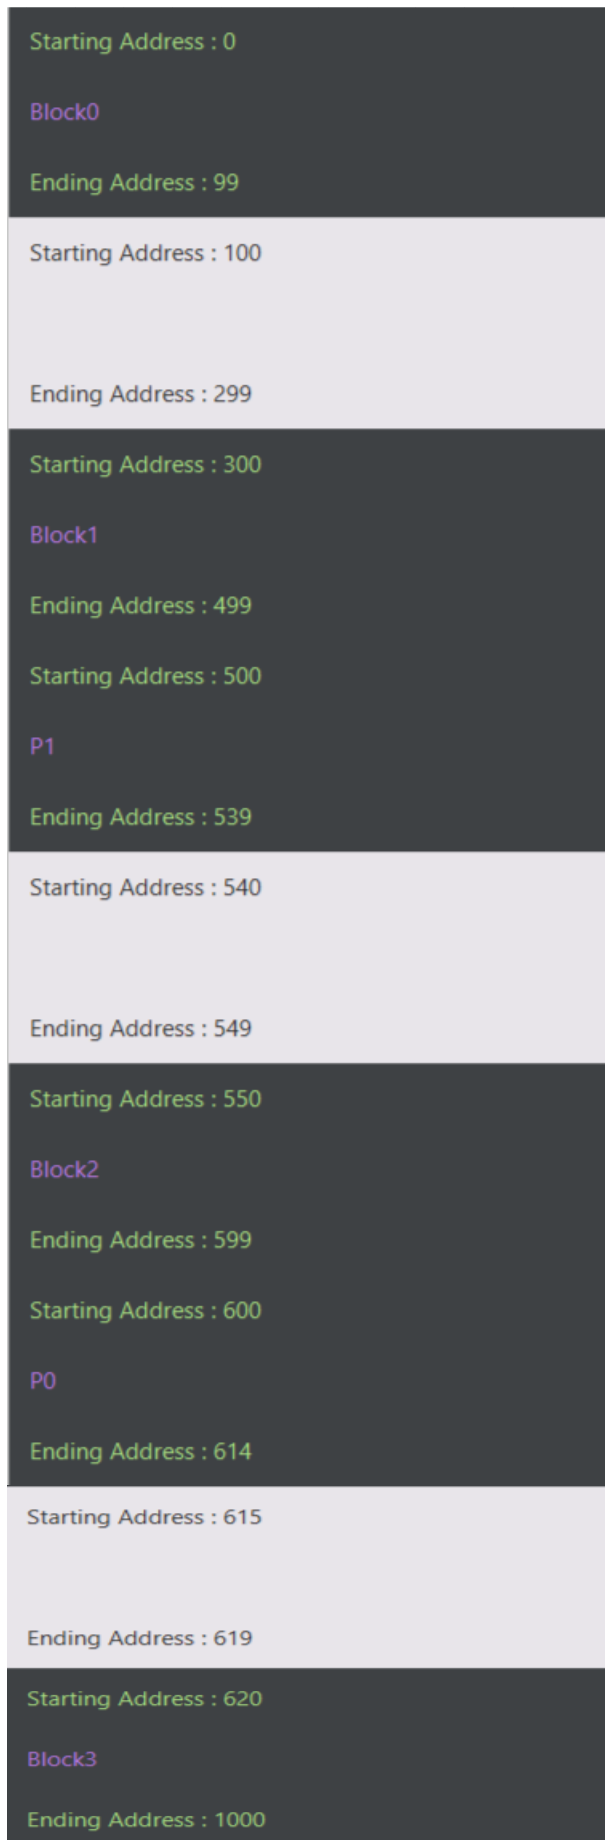 Starting Address : 0
Block0
Ending Address : 99
Starting Address : 100
Ending Address : 299
Starting Address : 300
Block1
Ending Address : 499
Starting Address : 500
P1
Ending Address : 539
Starting Address : 540
Ending Address : 549
Starting Address : 550
Block2
Ending Address : 599
Starting Address : 600
P0
Ending Address : 614
Starting Address : 615
Ending Address : 619
Starting Address : 620
Block3
Ending Address : 1000